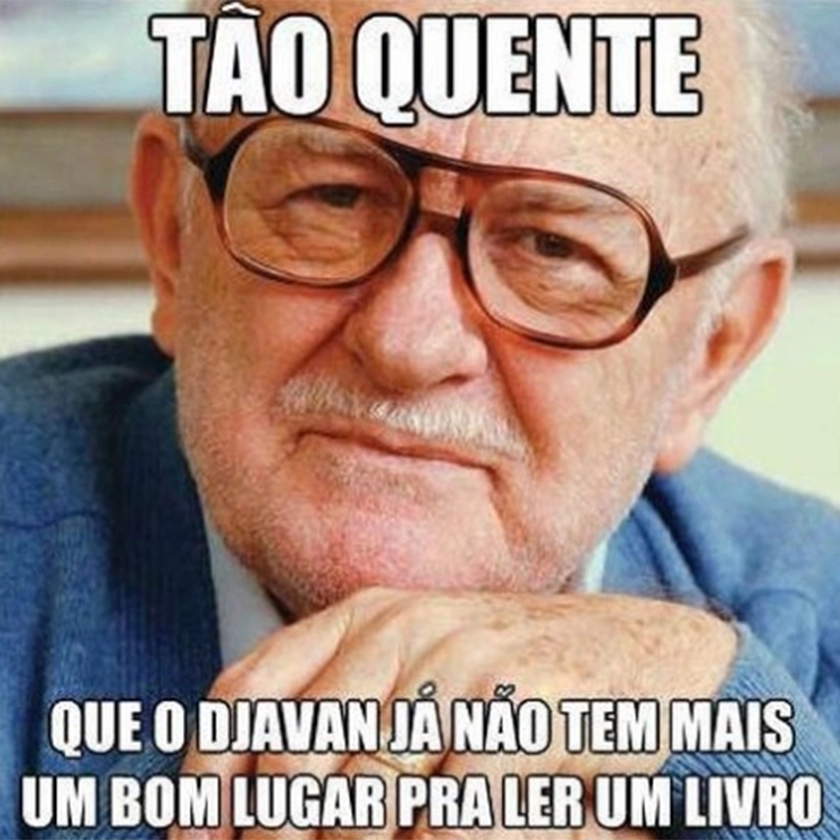 TÃO QUENTE
QUE O DJAVAN JÁ NÃO TEM MAIS
UM BOM LUGAR PRA LER UM LIVRO